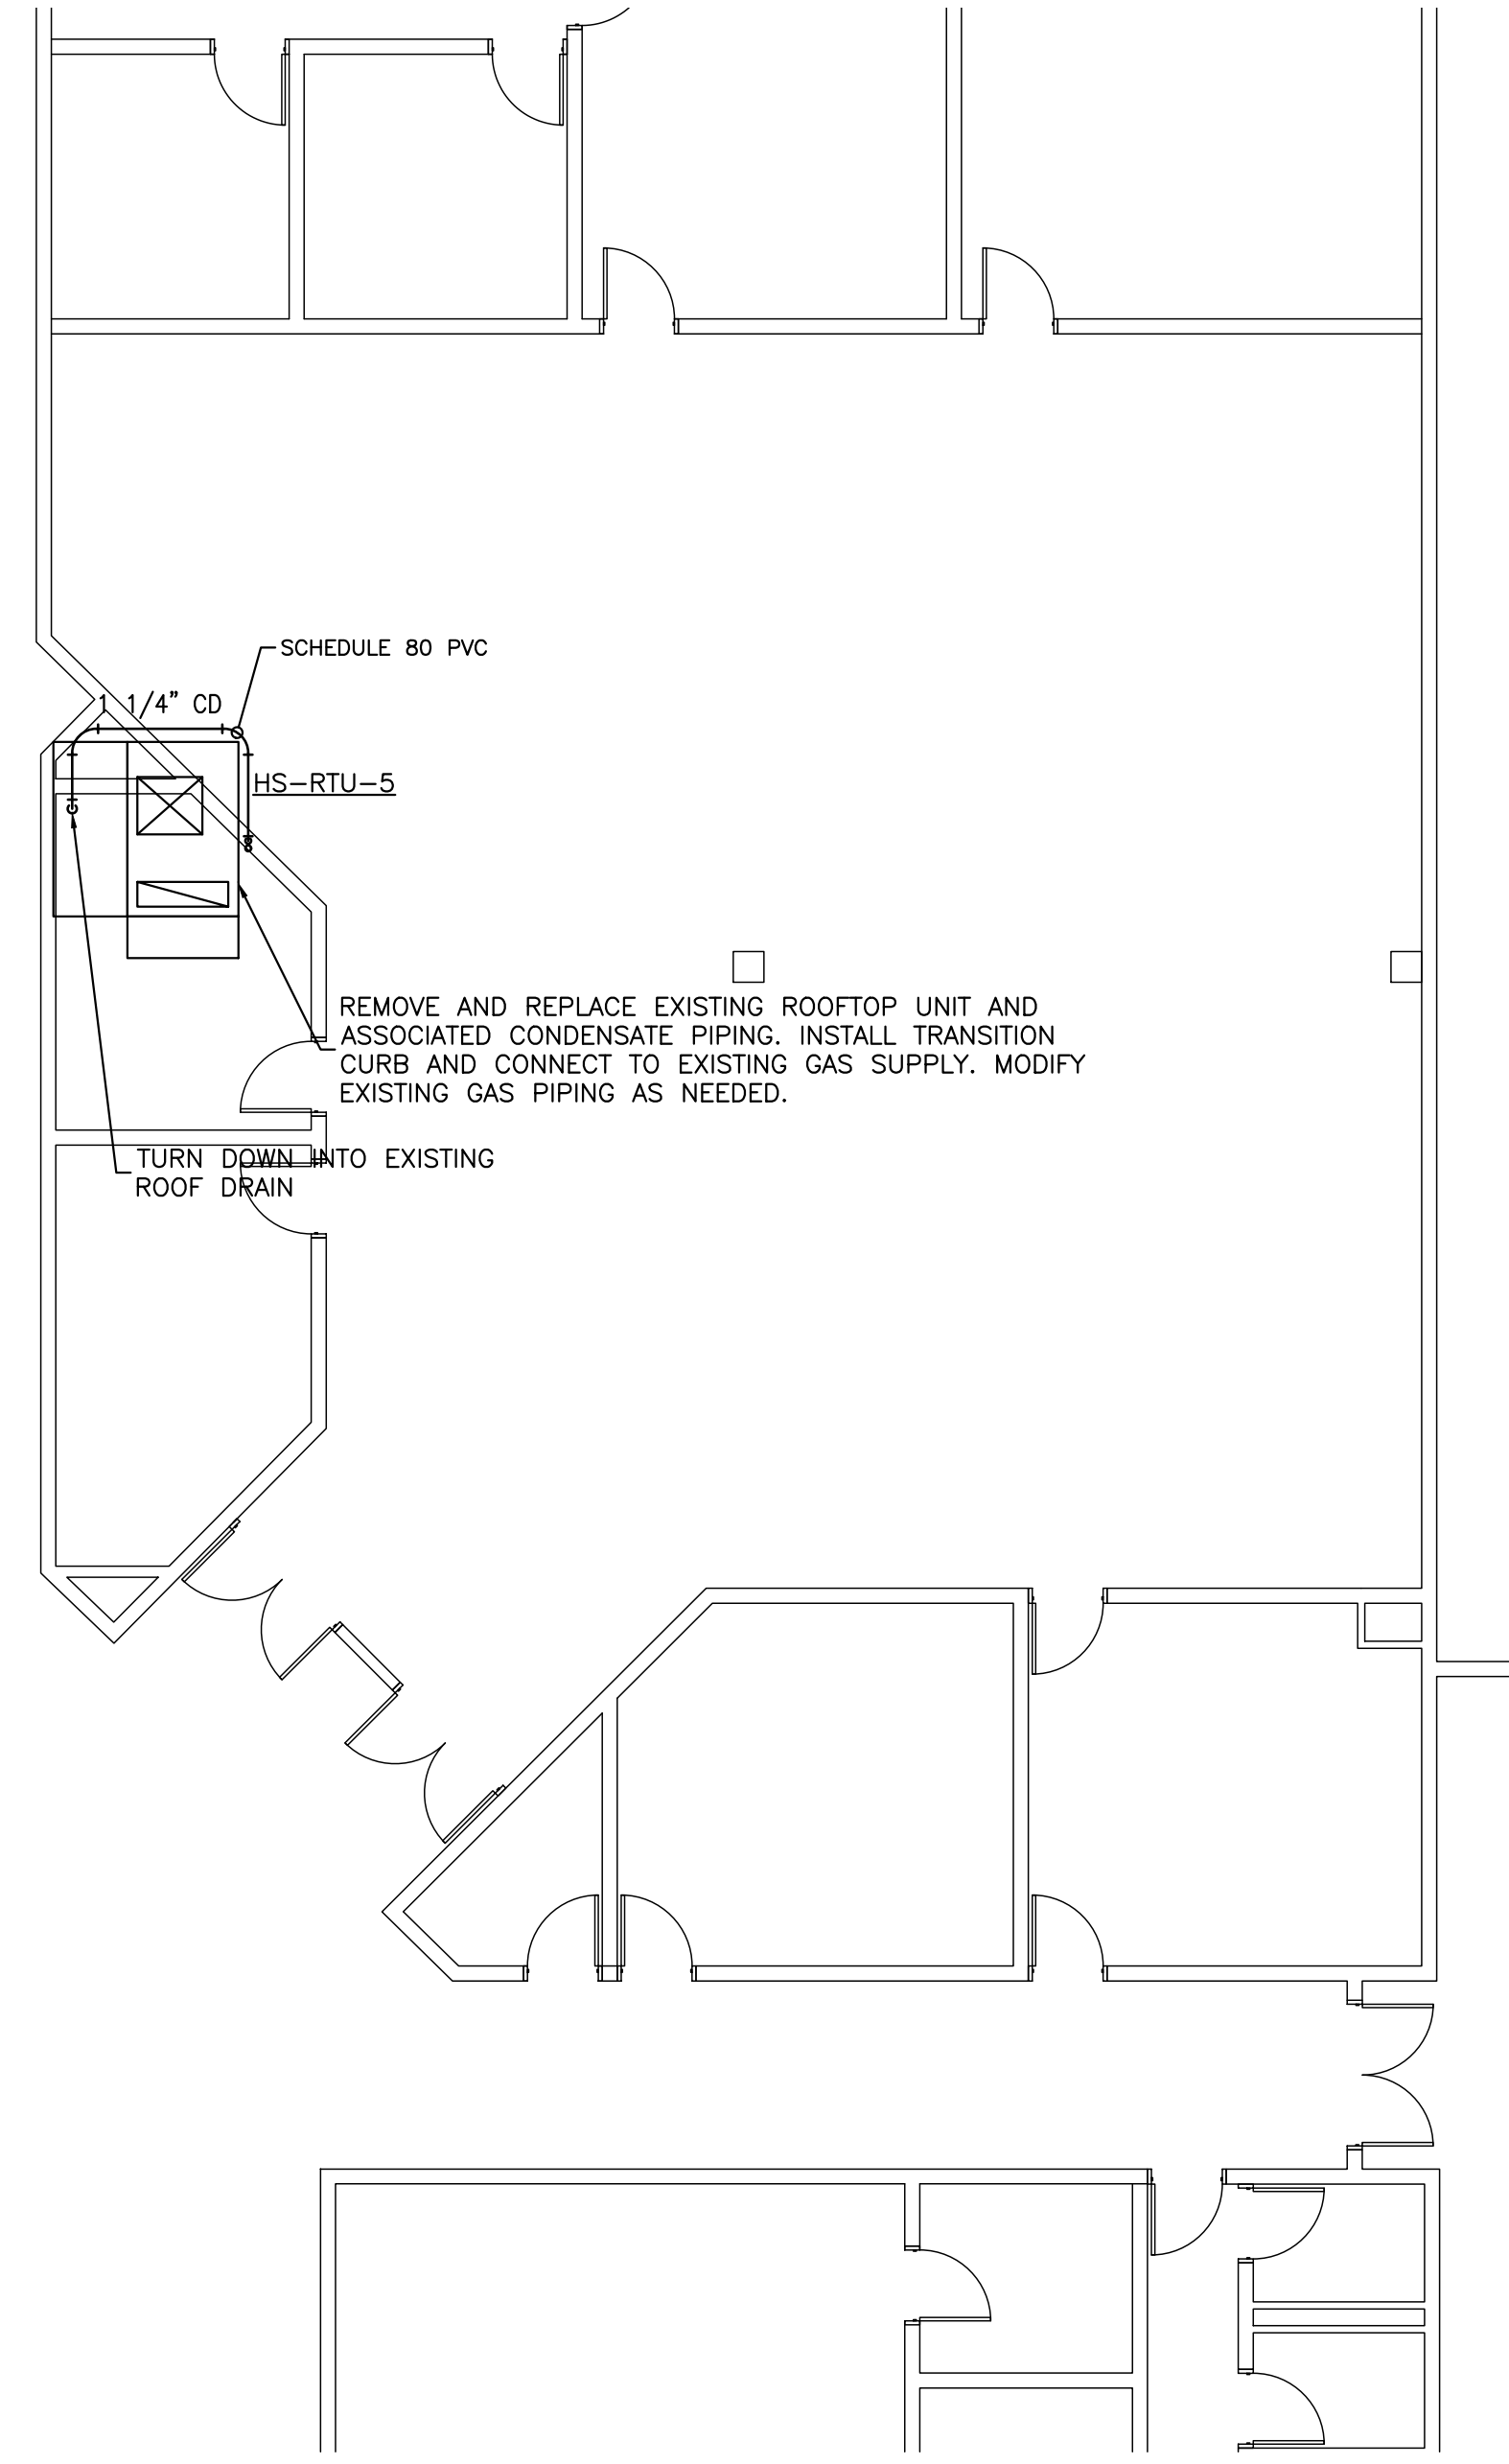 SCHEDULE 80 PVC
1 1/4" CD
HS-RTU-5
REMOVE AND REPLACE EXISTING ROOFTOP UNIT AND
ASSOCIATED CONDENSATE PIPING. INSTALL TRANSITION
CURB AND CONNECT TO EXISTING GAS SUPPLY. MODIFY
EXISTING GAS PIPING AS NEEDED.
TURN DOWN INTO EXISTING
ROOF DRAIN